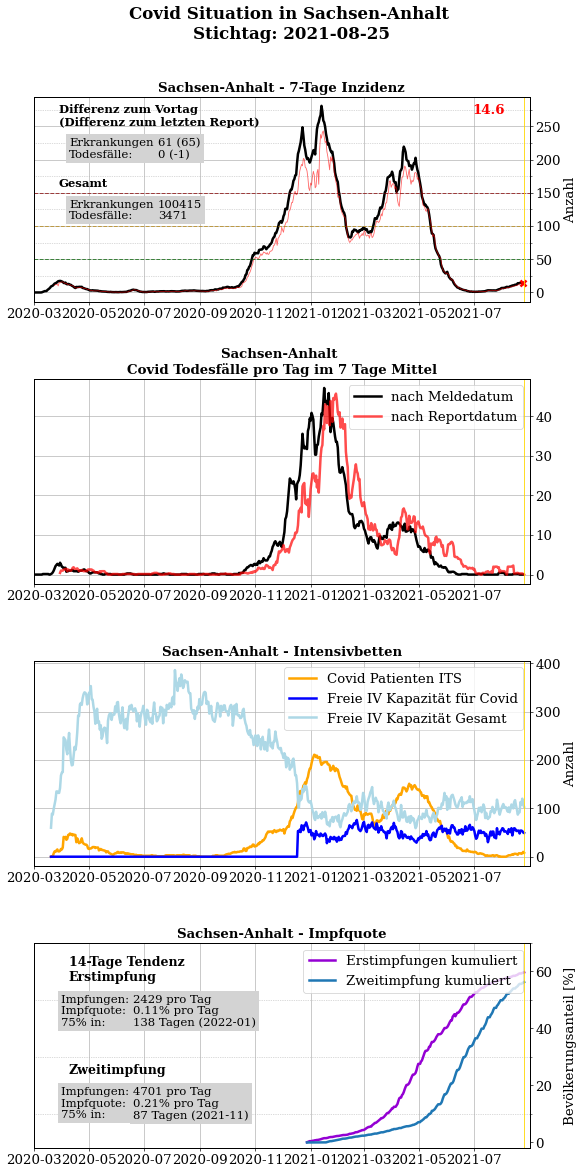 Covid Situation in Sachsen-Anhalt
Stichtag: 2021-08-25
Sachsen-Anhalt - 7-Tage Inzidenz
Differenz zum Vortag
(Differenz zum letzten Report)
Erkrankungen 61 (65)
Todesfälle: 0 (-1)
Gesamt
Erkrankungen 100415
Todesfälle: 3471
14.6
250
200
150
100
50
0
Anzahl
2020-03 2020-05 2020-07 2020-09 2020-11 2021-01 2021-03 2021-05 2021-07
Sachsen-Anhalt
Covid Todesfälle pro Tag im 7 Tage Mittel
nach Meldedatum
nach Reportdatum
40
30
20
10
0
2020-03 2020-05 2020-07 2020-09 2020-11 2021-01 2021-03 2021-05 2021-07
Sachsen-Anhalt - Intensivbetten
Covid Patienten ITS
Freie IV Kapazität für Covid
Freie IV Kapazität Gesamt
400
300
200
100
0
Anzahl
2020-03 2020-05 2020-07 2020-09 2020-11 2021-01 2021-03 2021-05 2021-07
Sachsen-Anhalt - Impfquote
14-Tage Tendenz
Erstimpfung
Impfungen: 2429 pro Tag
Impfquote: 0.11% pro Tag
75% in: 138 Tagen (2022-01)
Zweitimpfung
Impfungen: 4701 pro Tag
Impfquote: 0.21% pro Tag
75% in: 87 Tagen (2021-11)
Erstimpfungen kumuliert
Zweitimpfung kumuliert
60
40
20
0
Bevölkerungsanteil [%]
2020-03 2020-05 2020-07 2020-09 2020-11 2021-01 2021-03 2021-05 2021-07